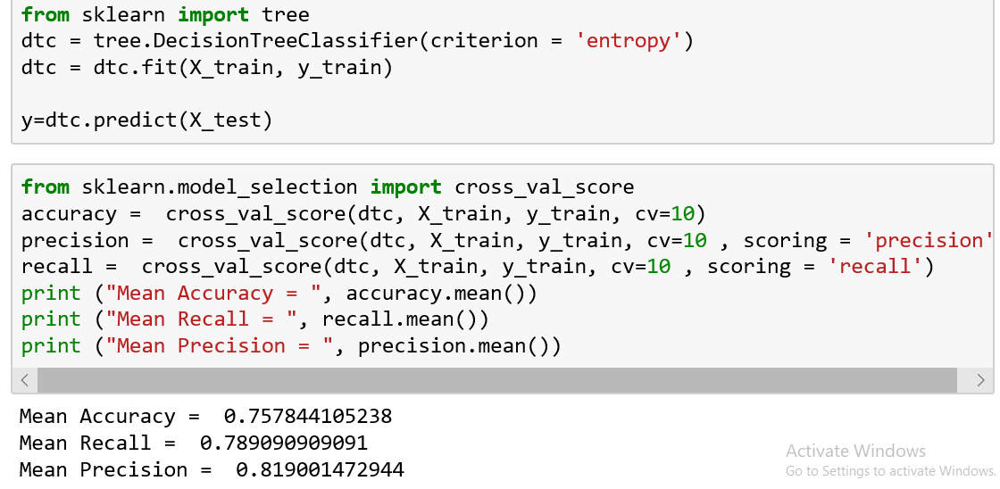 from sklearn import tree
dtc = tree.DecisionTreeClassifier(criterion = 'entropy')
dtc = dtc.fit(X_train, y_train)
y=dtc.predict(X_test)
from sklearn.model_selection import cross_val_score
accuracy =  cross_val_score(dtc, X_train, y_train, cv=10)
precision =  cross_val_score(dtc, X_train, y_train, cv=10 , scoring = 'precision'
recall =  cross_val_score(dtc, X_train, y_train, cv=10 , scoring = 'recall')
print ("Mean Accuracy = ", accuracy.mean())
print ("Mean Recall = ", recall.mean())
print ("Mean Precision = ", precision.mean())
Mean Accuracy =  0.757844105238
Mean Recall =  0.789090909091
Mean Precision =  0.819001472944
Activate Windows
Go to Settings to activate Windows.